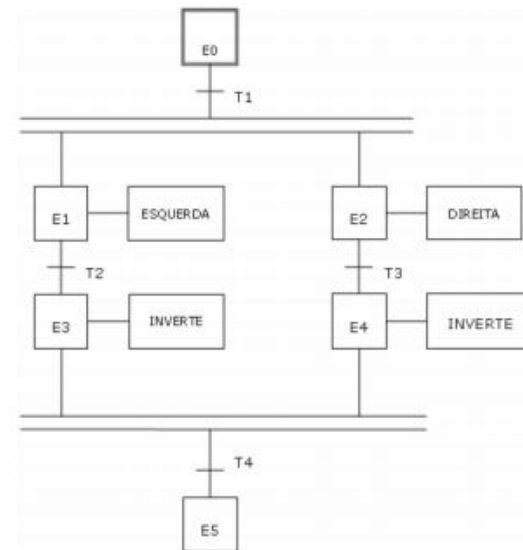 E0
T1
E1 ESQUERDA E2 DIREITA
T2 T3
E3 INVERTE E4 INVERTE
T4
E5